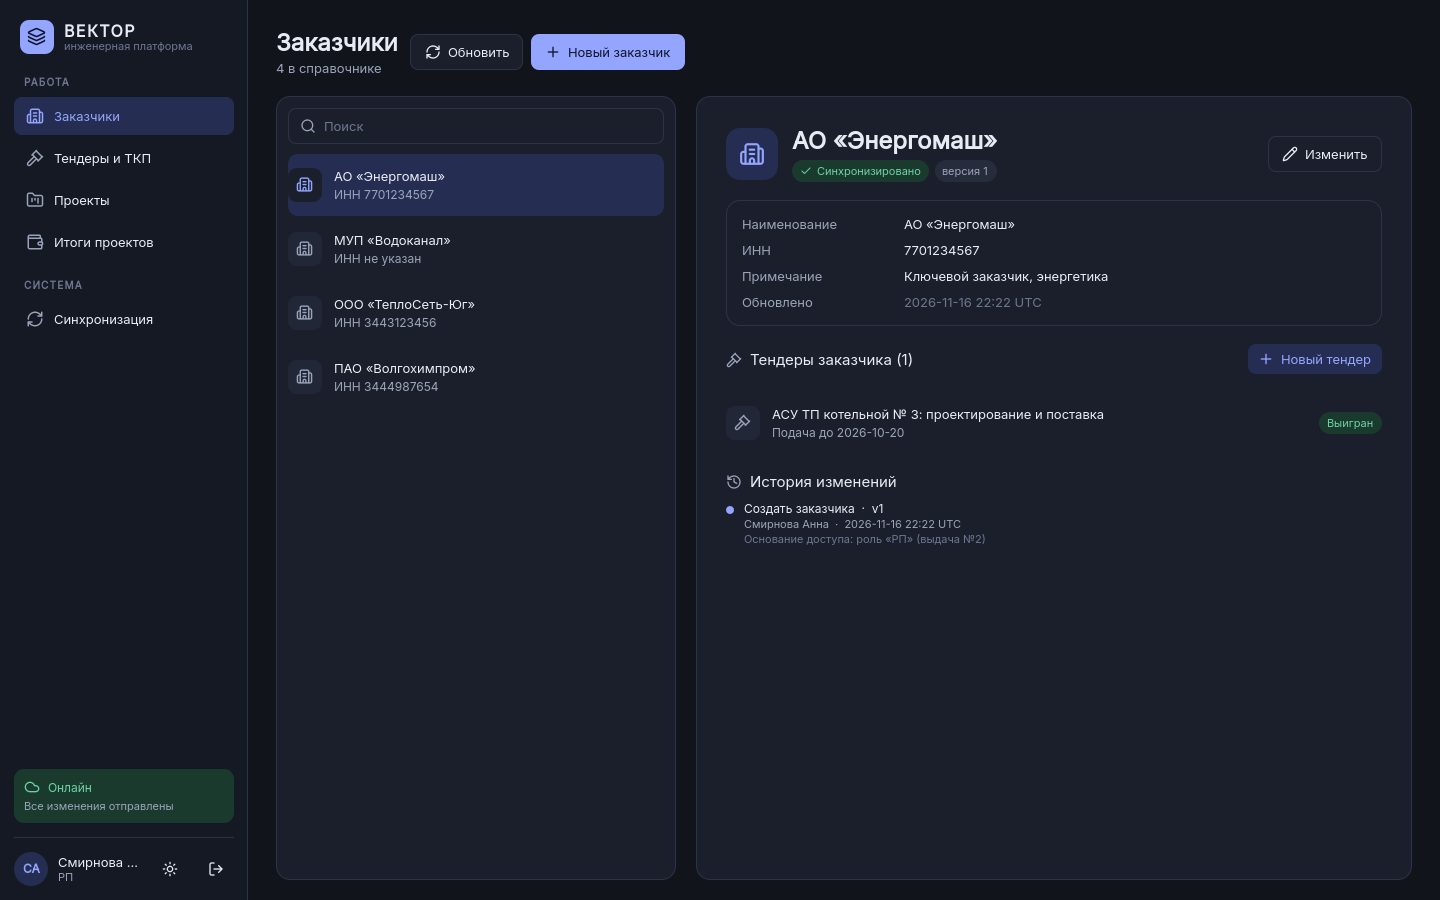 ВЕКТОР
инженерная платформа
РАБОТА
Заказчики
Тендеры и ТКП
Проекты
Итоги проектов
СИСТЕМА
Синхронизация
Онлайн
Все изменения отправлены
СА
Смирнова ...
РП
Заказчики
4 в справочнике
Обновить
Новый заказчик
Поиск
АО «Энергомаш»
ИНН 7701234567
МУП «Водоканал»
ИНН не указан
ООО «ТеплоСеть-Юг»
ИНН 3443123456
ПАО «Волгохимпром»
ИНН 3444987654
АО «Энергомаш»
Синхронизировано
версия 1
Изменить
Наименование АО «Энергомаш»
ИНН 7701234567
Примечание Ключевой заказчик, энергетика
Обновлено 2026-11-16 22:22 UTC
Тендеры заказчика (1)
Новый тендер
АСУ ТП котельной № 3: проектирование и поставка
Подача до 2026-10-20
Выигран
История изменений
Создать заказчика · v1
Смирнова Анна · 2026-11-16 22:22 UTC
Основание доступа: роль «РП» (выдача №2)